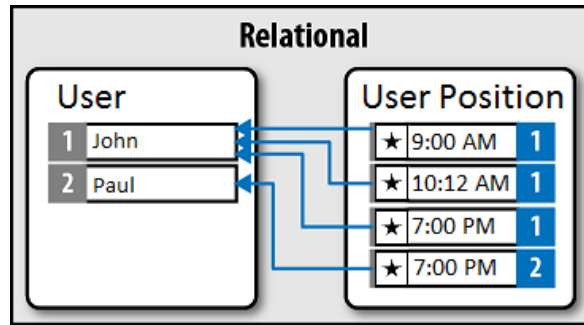 Relational
User
1 John
2 Paul
User Position
★ 9:00 AM 1
★ 10:12 AM 1
★ 7:00 PM 1
★ 7:00 PM 2